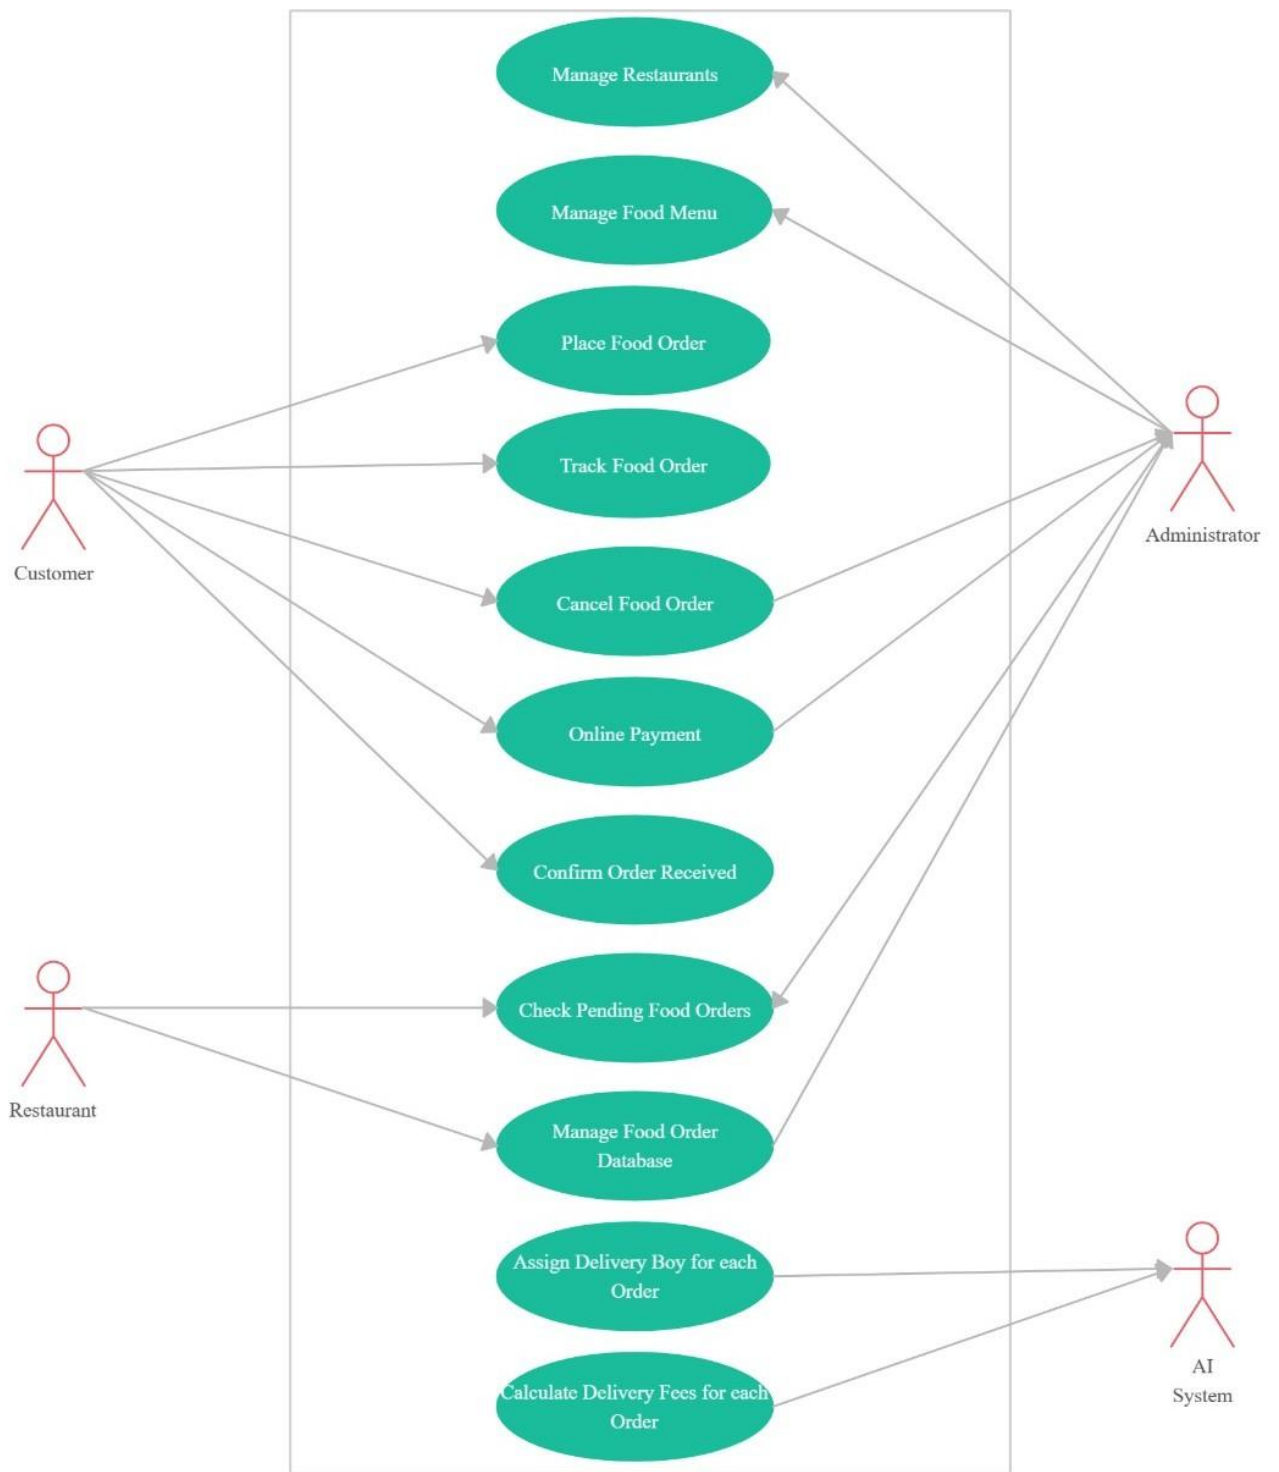 Manage Restaurants
Manage Food Menu
Place Food Order
Track Food Order
Customer
Administrator
Cancel Food Order
Online Payment
Confirm Order Received
Check Pending Food Orders
Restaurant
Manage Food Order
Database
Assign Delivery Boy for each
Order
AI
System
Calculate Delivery Fees for each
Order